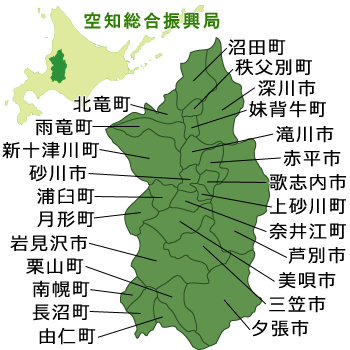 空知総合振興局
沼田町
秩父別町
深川市
妹背牛町
滝川市
赤平市
歌志内市
上砂川町
奈井江町
芦別市
美唄市
三笠市
夕張市
北竜町
雨竜町
新十津川町
砂川市
浦臼町
月形町
岩見沢市
栗山町
南幌町
長沼町
由仁町